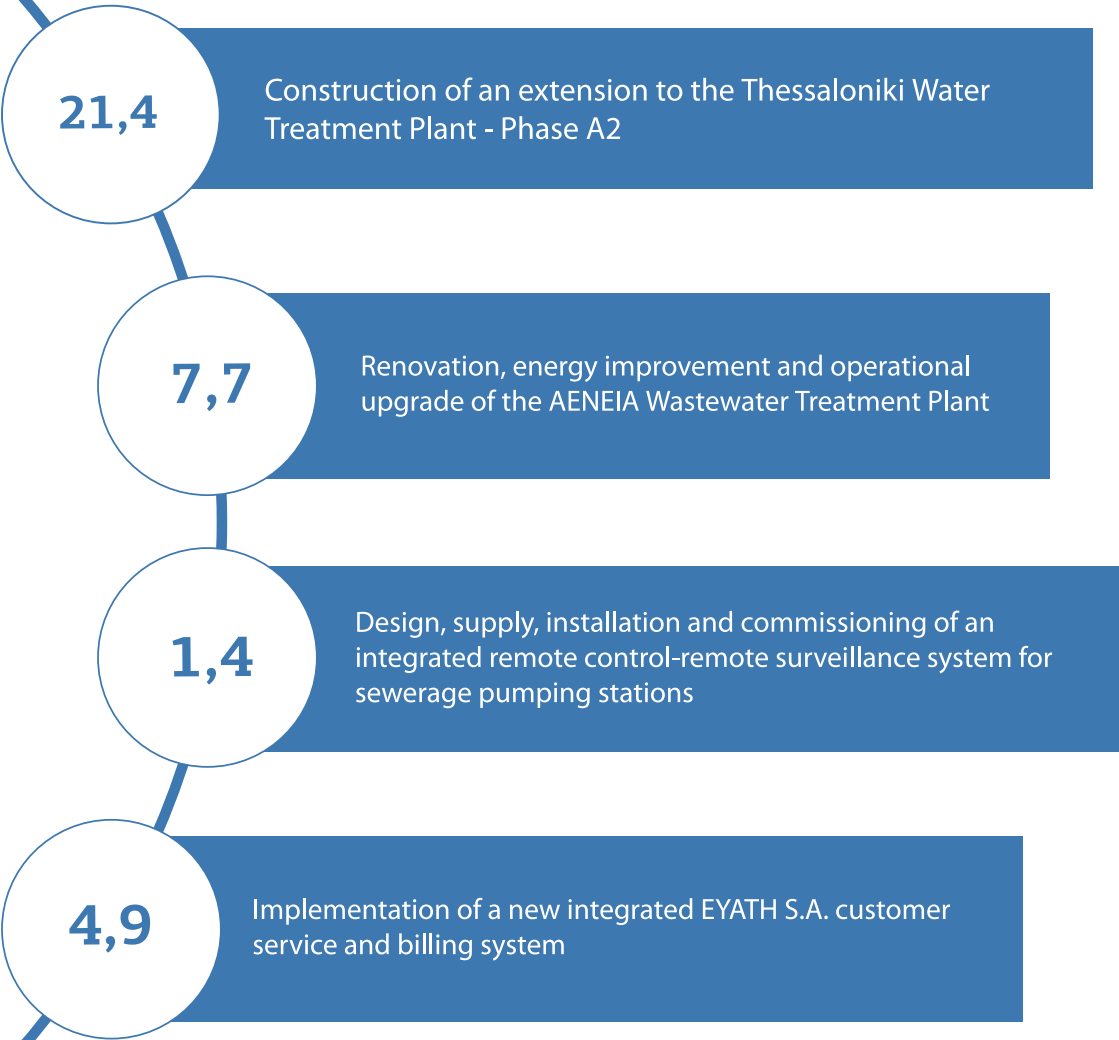 21,4
Construction of an extension to the Thessaloniki Water
Treatment Plant - Phase A2
7,7
Renovation, energy improvement and operational
upgrade of the AENEIA Wastewater Treatment Plant
1,4
Design, supply, installation and commissioning of an
integrated remote control-remote surveillance system for
sewerage pumping stations
4,9
Implementation of a new integrated EYATH S.A. customer
service and billing system